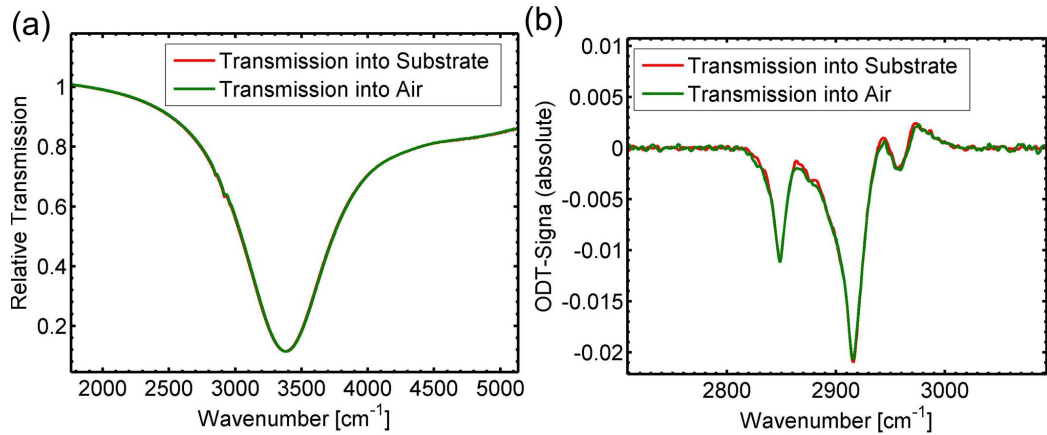 (a)
Transmission into Substrate
Transmission into Air
1
0.8
0.6
0.4
0.2
Relative Transmission
2000 2500 3000 3500 4000 4500 5000
Wavenumber [cm⁻¹]
(b)
Transmission into Substrate
Transmission into Air
0.01
0.005
0
-0.005
-0.01
-0.015
-0.02
ODT-Signa (absolute)
2800 2900 3000
Wavenumber [cm⁻¹]